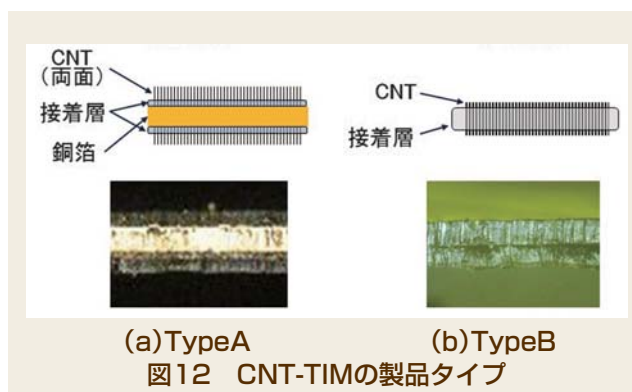 CNT
(両面)
接着層
銅箔
CNT
接着層
(a)TypeA
(b)TypeB
図12 CNT-TIMの製品タイプ